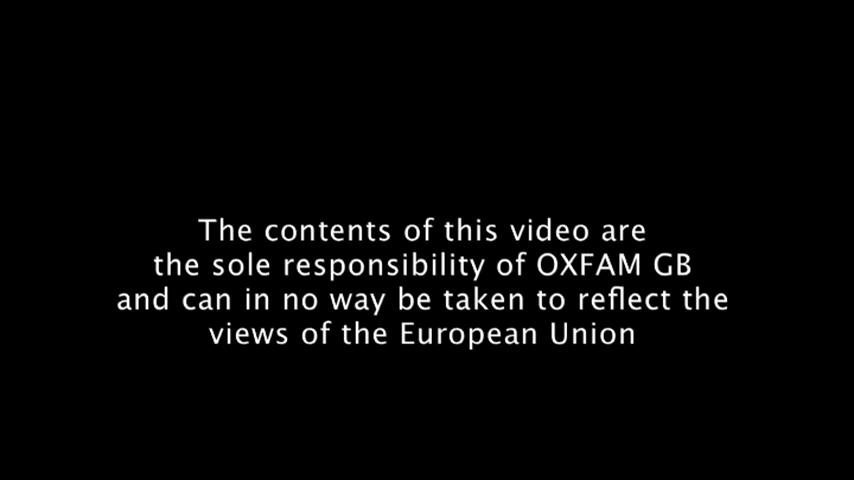 The contents of this video are
the sole responsibility of OXFAM GB
and can in no way be taken to reflect the
views of the European Union